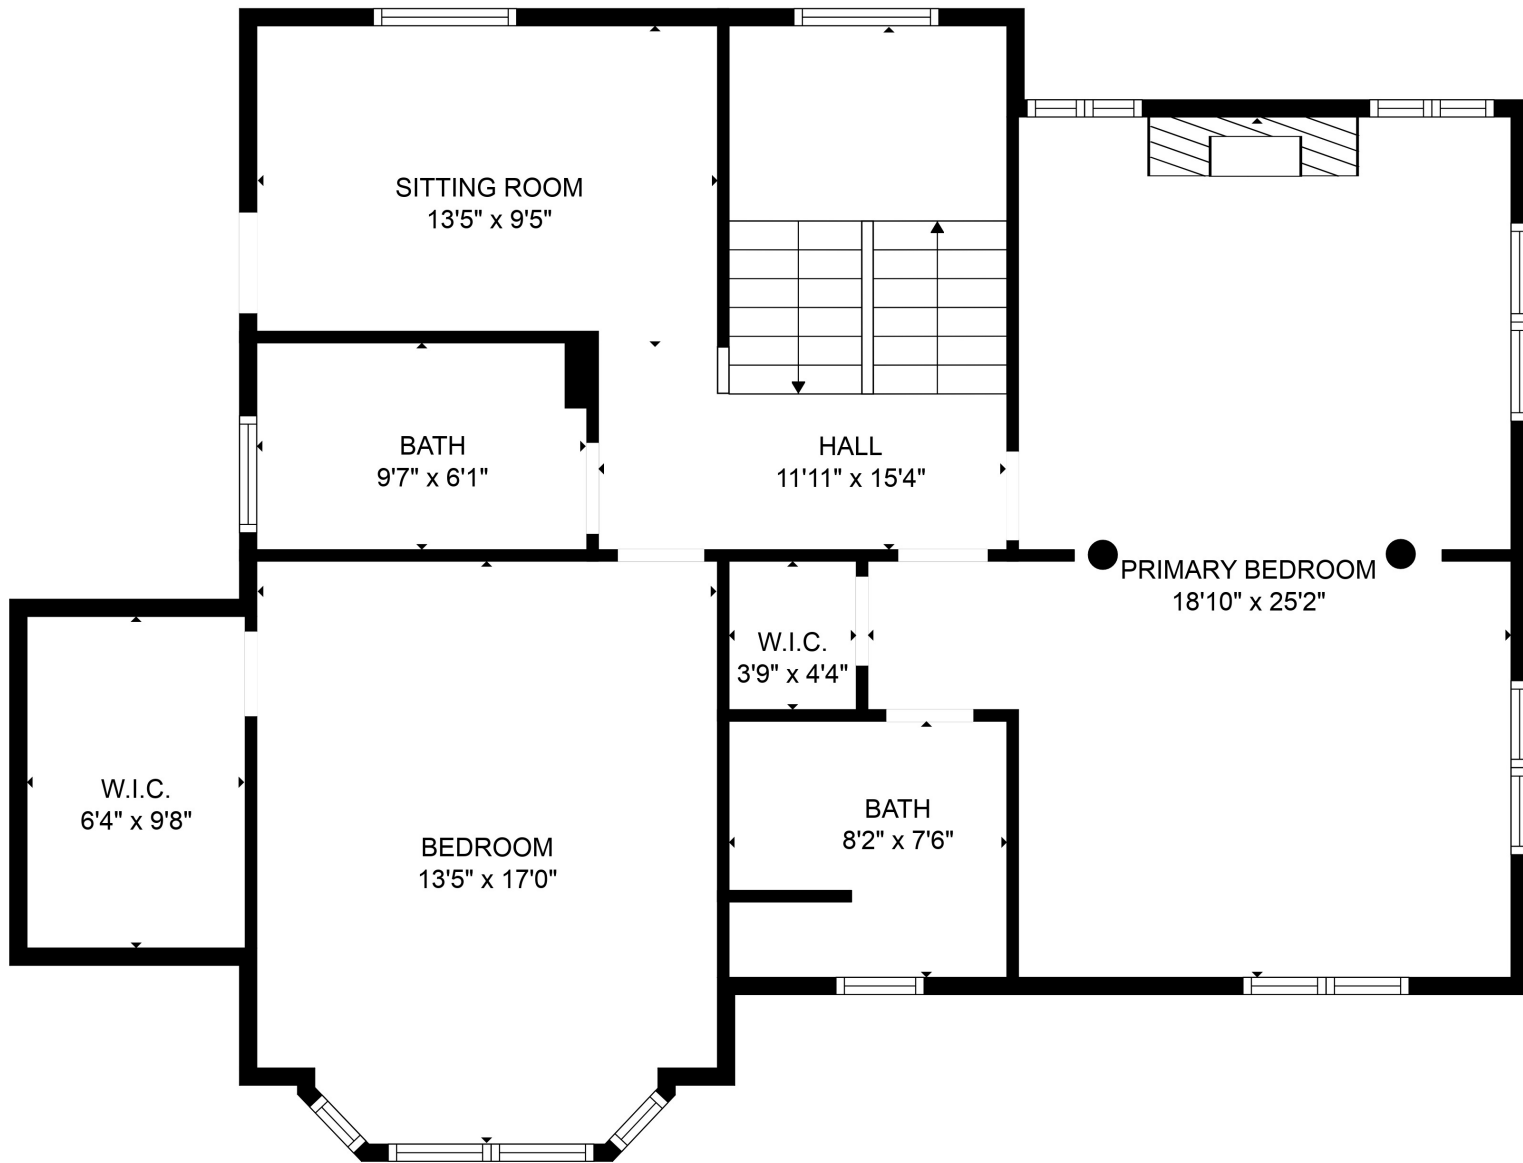 SITTING ROOM
13'5" x 9'5"
BATH
9'7" x 6'1"
HALL
11'11" x 15'4"
PRIMARY BEDROOM
18'10" x 25'2"
W.I.C.
3'9" x 4'4"
W.I.C.
6'4" x 9'8"
BEDROOM
13'5" x 17'0"
BATH
8'2" x 7'6"